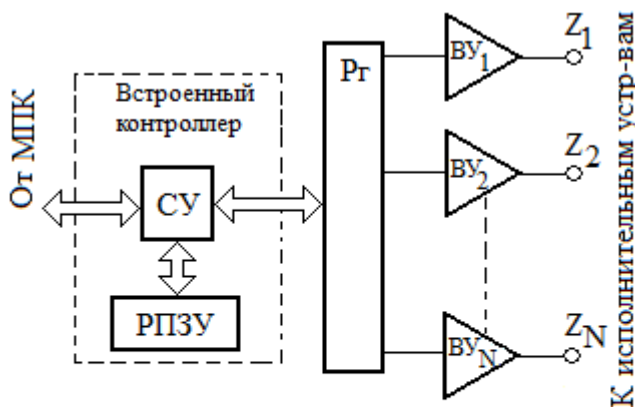 От МПК
Встроенный
контроллер
СУ
РПЗУ
Рг
ВУ1
Z1
ВУ2
Z2
ВУN
ZN
К исполнительным устр-вам